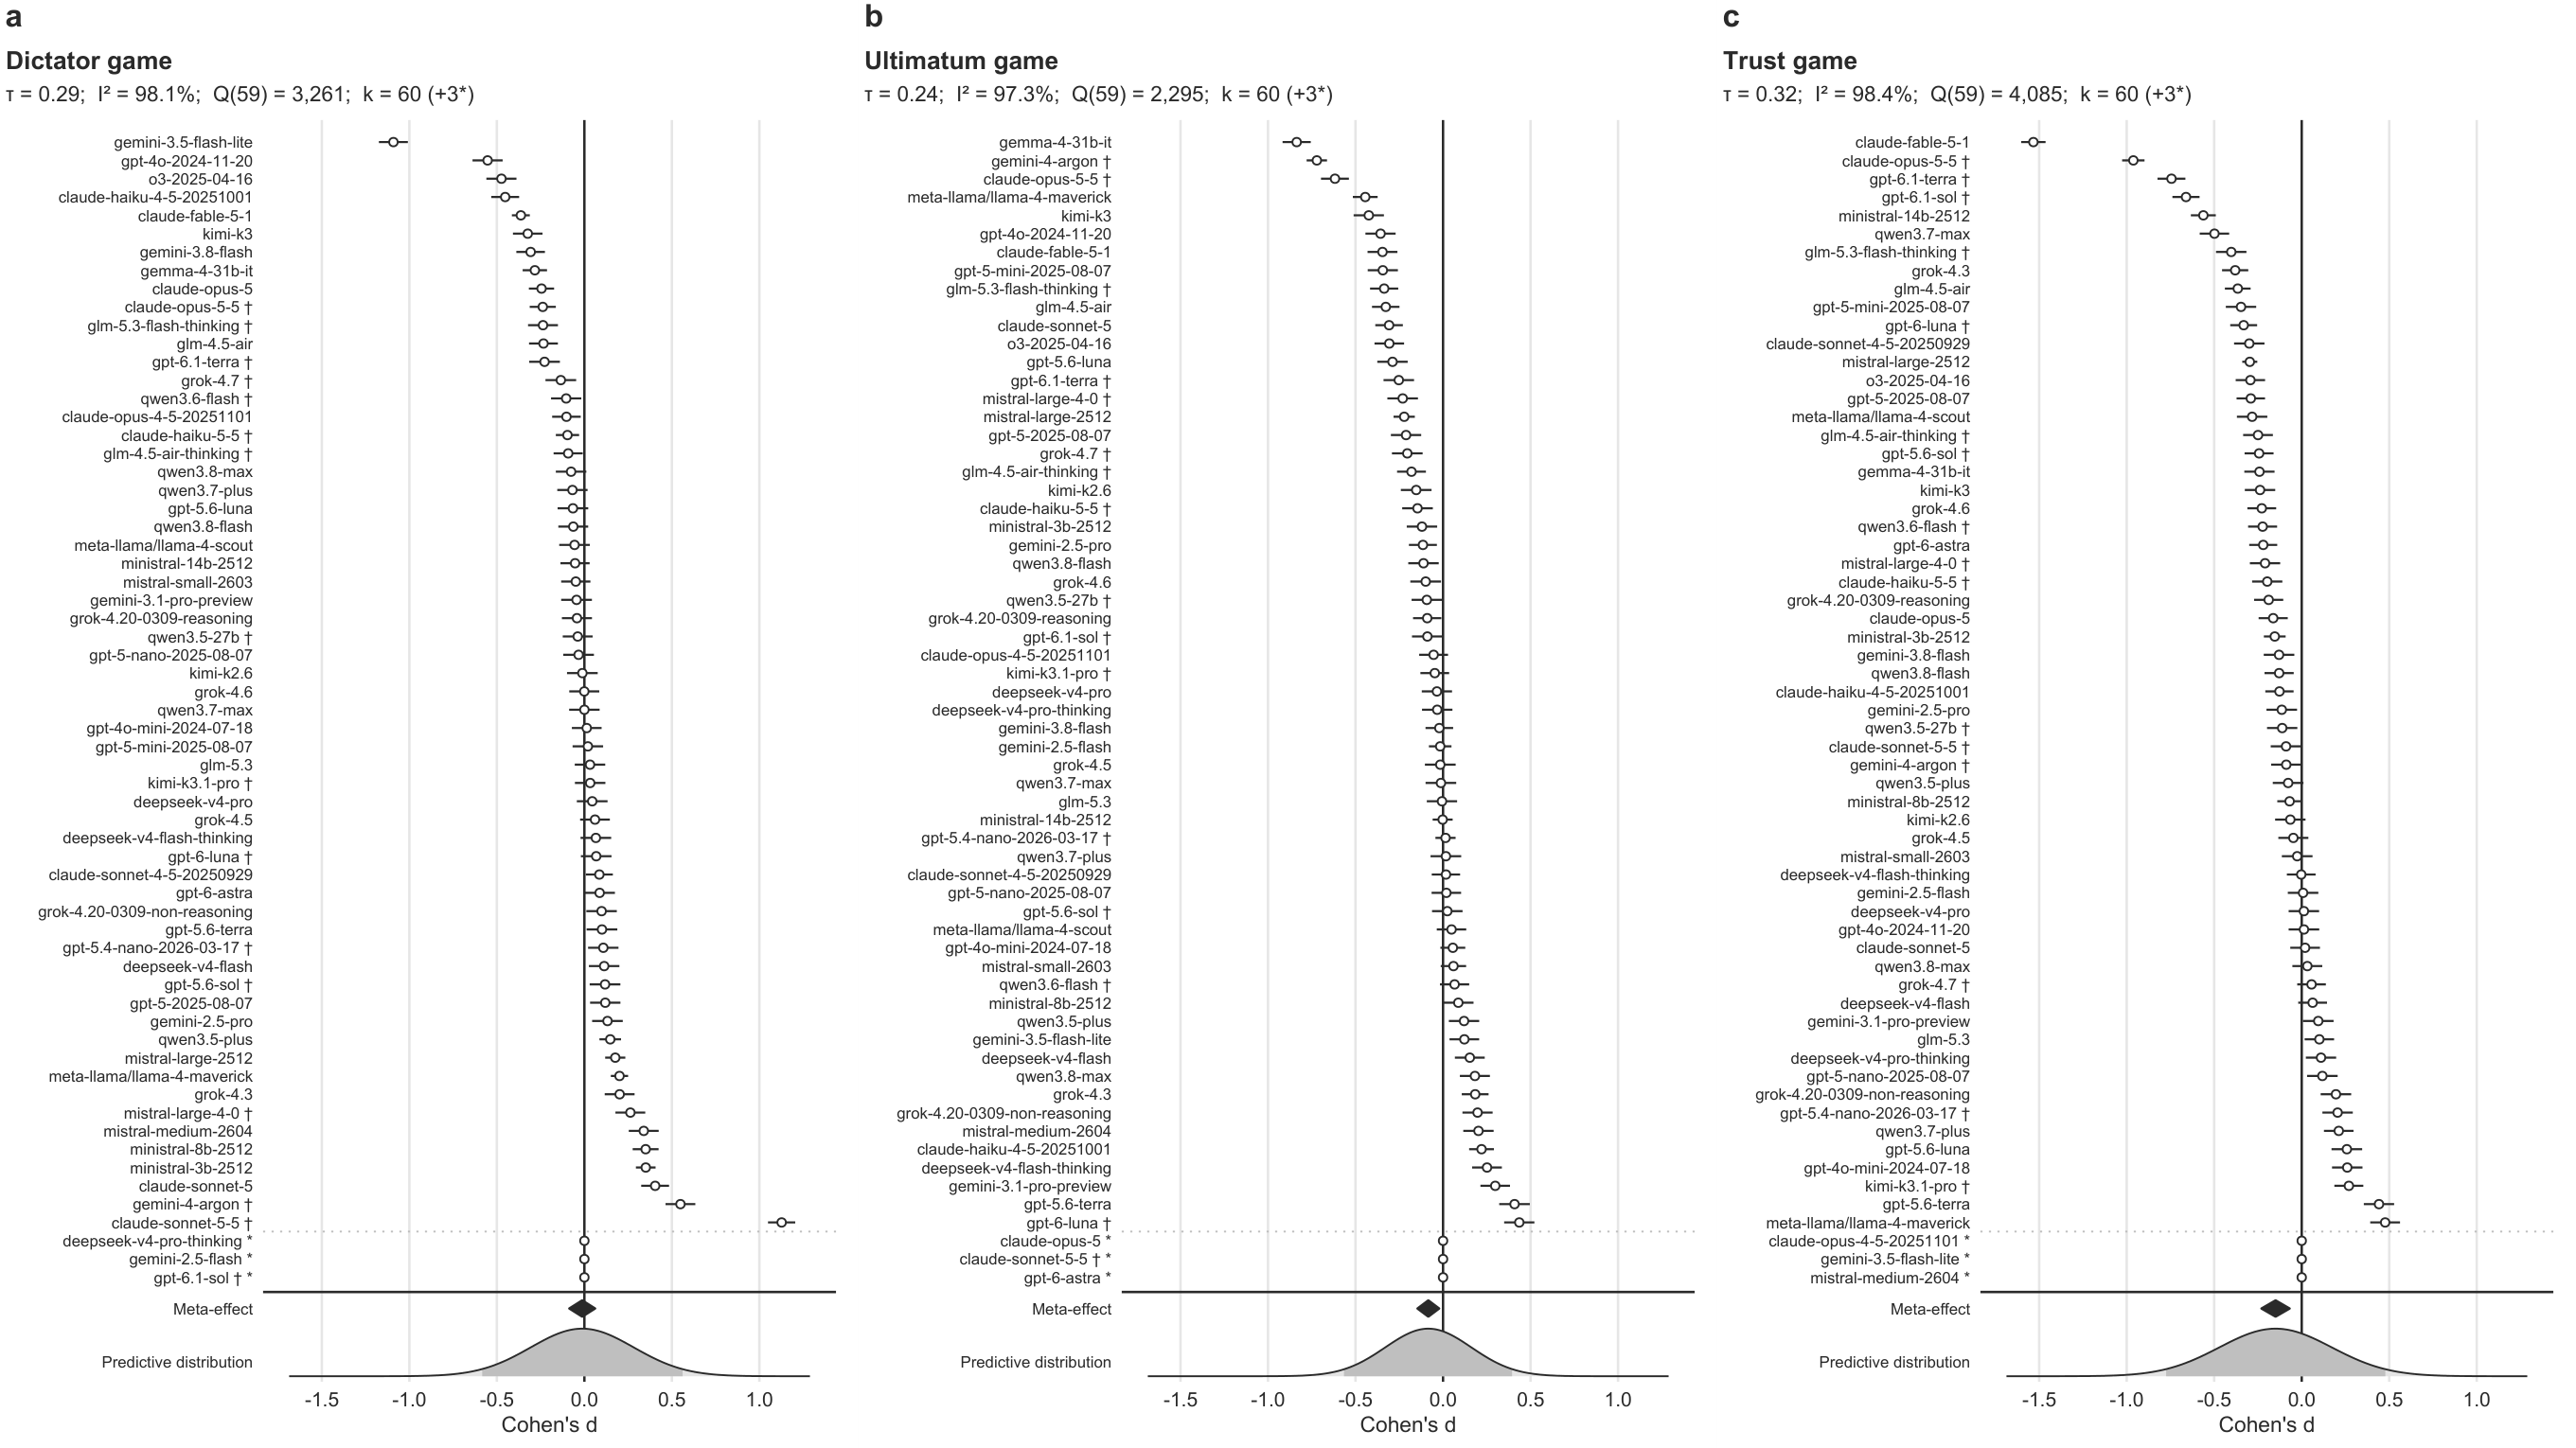 a
Dictator game
τ = 0.29; I² = 98.1%; Q(59) = 3,261; k = 60 (+3*)
gemini-3.5-flash-lite
gpt-4o-2024-11-20
o3-2025-04-16
claude-haiku-4-5-20251001
claude-fable-5-1
kimi-k3
gemini-3.8-flash
gemma-4-31b-it
claude-opus-5
claude-opus-5-5 †
glm-5.3-flash-thinking †
glm-4.5-air
gpt-6.1-terra †
grok-4.7 †
qwen3.6-flash †
claude-opus-4-5-20251101
claude-haiku-5-5 †
glm-4.5-air-thinking †
qwen3.8-max
qwen3.7-plus
gpt-5.6-luna
qwen3.8-flash
meta-llama/llama-4-scout
ministral-14b-2512
mistral-small-2603
gemini-3.1-pro-preview
grok-4.20-0309-reasoning
qwen3.5-27b †
gpt-5-nano-2025-08-07
kimi-k2.6
grok-4.6
qwen3.7-max
gpt-4o-mini-2024-07-18
gpt-5-mini-2025-08-07
glm-5.3
kimi-k3.1-pro †
deepseek-v4-pro
grok-4.5
deepseek-v4-flash-thinking
gpt-6-luna †
claude-sonnet-4-5-20250929
gpt-6-astra
grok-4.20-0309-non-reasoning
gpt-5.6-terra
gpt-5.4-nano-2026-03-17 †
deepseek-v4-flash
gpt-5.6-sol †
gpt-5-2025-08-07
gemini-2.5-pro
qwen3.5-plus
mistral-large-2512
meta-llama/llama-4-maverick
grok-4.3
mistral-large-4-0 †
mistral-medium-2604
ministral-8b-2512
ministral-3b-2512
claude-sonnet-5
gemini-4-argon †
claude-sonnet-5-5 †
deepseek-v4-pro-thinking *
gemini-2.5-flash *
gpt-6.1-sol † *
Meta-effect
Predictive distribution
-1.5 -1.0 -0.5 0.0 0.5 1.0
Cohen's d
b
Ultimatum game
τ = 0.24; I² = 97.3%; Q(59) = 2,295; k = 60 (+3*)
gemma-4-31b-it
gemini-4-argon †
claude-opus-5-5 †
meta-llama/llama-4-maverick
kimi-k3
gpt-4o-2024-11-20
claude-fable-5-1
gpt-5-mini-2025-08-07
glm-5.3-flash-thinking †
glm-4.5-air
claude-sonnet-5
o3-2025-04-16
gpt-5.6-luna
gpt-6.1-terra †
mistral-large-4-0 †
mistral-large-2512
gpt-5-2025-08-07
grok-4.7 †
glm-4.5-air-thinking †
kimi-k2.6
claude-haiku-5-5 †
ministral-3b-2512
gemini-2.5-pro
qwen3.8-flash
grok-4.6
qwen3.5-27b †
grok-4.20-0309-reasoning
gpt-6.1-sol †
claude-opus-4-5-20251101
kimi-k3.1-pro †
deepseek-v4-pro
deepseek-v4-pro-thinking
gemini-3.8-flash
gemini-2.5-flash
grok-4.5
qwen3.7-max
glm-5.3
ministral-14b-2512
gpt-5.4-nano-2026-03-17 †
qwen3.7-plus
claude-sonnet-4-5-20250929
gpt-5-nano-2025-08-07
gpt-5.6-sol †
meta-llama/llama-4-scout
gpt-4o-mini-2024-07-18
mistral-small-2603
qwen3.6-flash †
ministral-8b-2512
qwen3.5-plus
gemini-3.5-flash-lite
deepseek-v4-flash
qwen3.8-max
grok-4.3
grok-4.20-0309-non-reasoning
mistral-medium-2604
claude-haiku-4-5-20251001
deepseek-v4-flash-thinking
gemini-3.1-pro-preview
gpt-5.6-terra
gpt-6-luna †
claude-opus-5 *
claude-sonnet-5-5 † *
gpt-6-astra *
Meta-effect
Predictive distribution
-1.5 -1.0 -0.5 0.0 0.5 1.0
Cohen's d
c
Trust game
τ = 0.32; I² = 98.4%; Q(59) = 4,085; k = 60 (+3*)
claude-fable-5-1
claude-opus-5-5 †
gpt-6.1-terra †
gpt-6.1-sol †
ministral-14b-2512
qwen3.7-max
glm-5.3-flash-thinking †
grok-4.3
glm-4.5-air
gpt-5-mini-2025-08-07
gpt-6-luna †
claude-sonnet-4-5-20250929
mistral-large-2512
o3-2025-04-16
gpt-5-2025-08-07
meta-llama/llama-4-scout
glm-4.5-air-thinking †
gpt-5.6-sol †
gemma-4-31b-it
kimi-k3
grok-4.6
qwen3.6-flash †
gpt-6-astra
mistral-large-4-0 †
claude-haiku-5-5 †
grok-4.20-0309-reasoning
claude-opus-5
ministral-3b-2512
gemini-3.8-flash
qwen3.8-flash
claude-haiku-4-5-20251001
gemini-2.5-pro
qwen3.5-27b †
claude-sonnet-5-5 †
gemini-4-argon †
qwen3.5-plus
ministral-8b-2512
kimi-k2.6
grok-4.5
mistral-small-2603
deepseek-v4-flash-thinking
gemini-2.5-flash
deepseek-v4-pro
gpt-4o-2024-11-20
claude-sonnet-5
qwen3.8-max
grok-4.7 †
deepseek-v4-flash
gemini-3.1-pro-preview
glm-5.3
deepseek-v4-pro-thinking
gpt-5-nano-2025-08-07
grok-4.20-0309-non-reasoning
gpt-5.4-nano-2026-03-17 †
qwen3.7-plus
gpt-5.6-luna
gpt-4o-mini-2024-07-18
kimi-k3.1-pro †
gpt-5.6-terra
meta-llama/llama-4-maverick
claude-opus-4-5-20251101 *
gemini-3.5-flash-lite *
mistral-medium-2604 *
Meta-effect
Predictive distribution
-1.5 -1.0 -0.5 0.0 0.5 1.0
Cohen's d